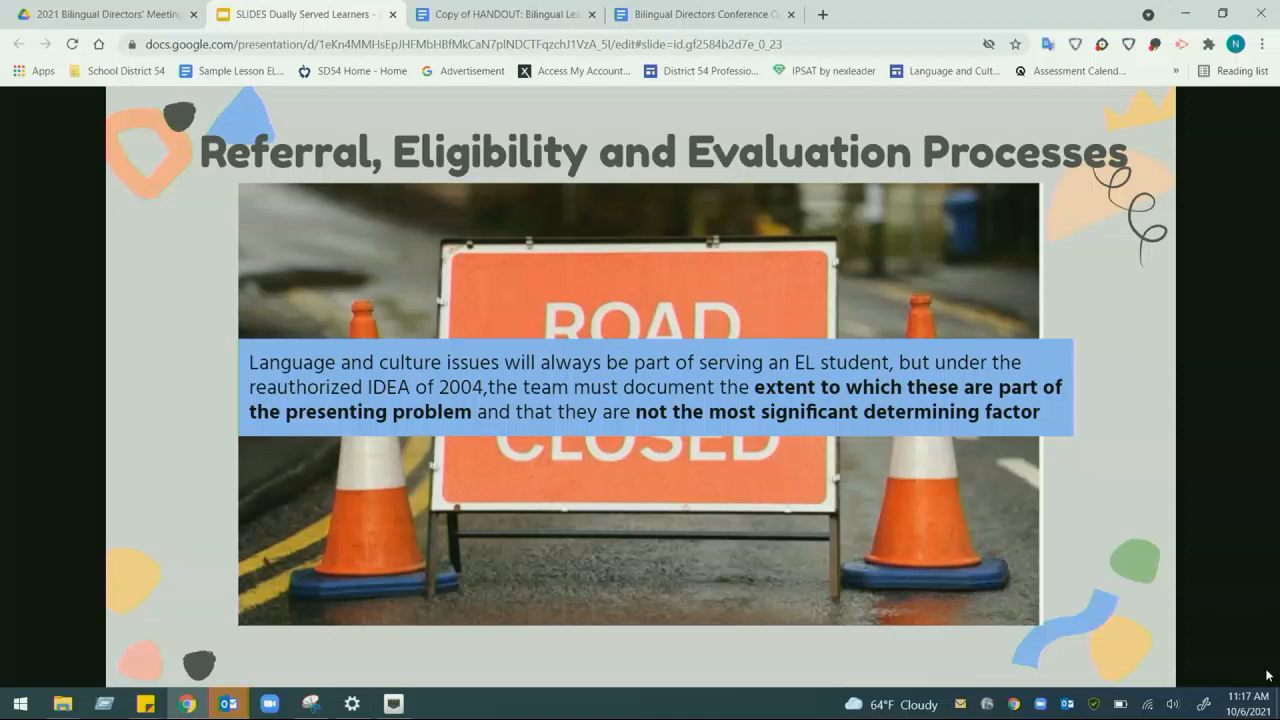 2021 Bilingual Directors' Meeting
SLIDES Dually Served Learners -
Copy of HANDOUT: Bilingual Lea
Bilingual Directors Conference C
docs.google.com/presentation/d/1eKn4MMHsEpJHFMbHBBMkCaN7plNDCTFqzchJ1VzA_5I/edit#slide=id.gf2584b2d7e_0_23
N
Apps
School District 54
Sample Lesson EL...
SD54 Home - Home
Advertisement
Access My Account...
District 54 Professio...
IPSAT by nexleader
Language and Cult...
Assessment Calend...
»
Reading list
Referral, Eligibility and Evaluation Processes
ROAD
Language and culture issues will always be part of serving an EL student, but under the
reauthorized IDEA of 2004,the team must document the extent to which these are part of
the presenting problem and that they are not the most significant determining factor
CLOSED
64°F Cloudy
11:17 AM
10/6/2021